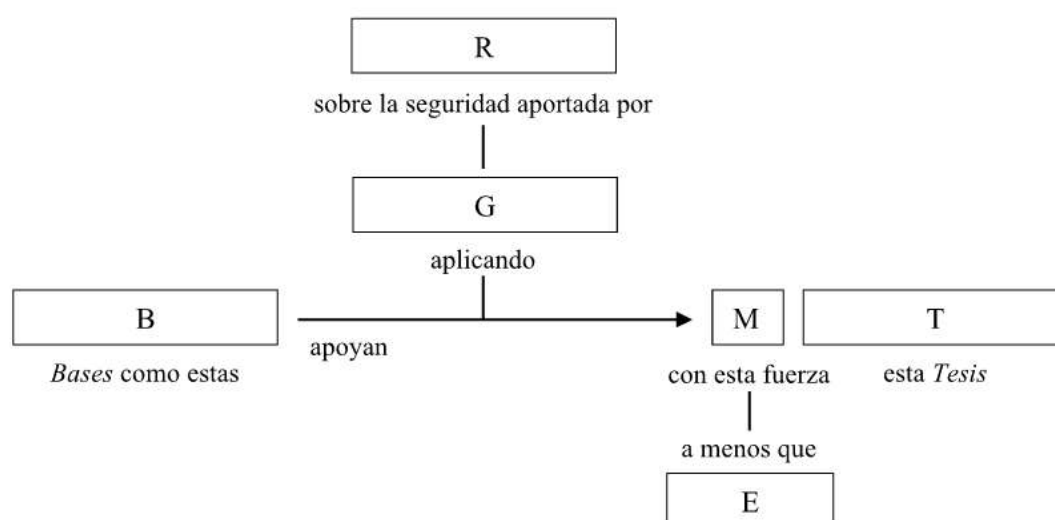 R
sobre la seguridad aportada por
G
aplicando
B
M
T
apoyan
Bases como estas
con esta fuerza
esta Tesis
a menos que
E